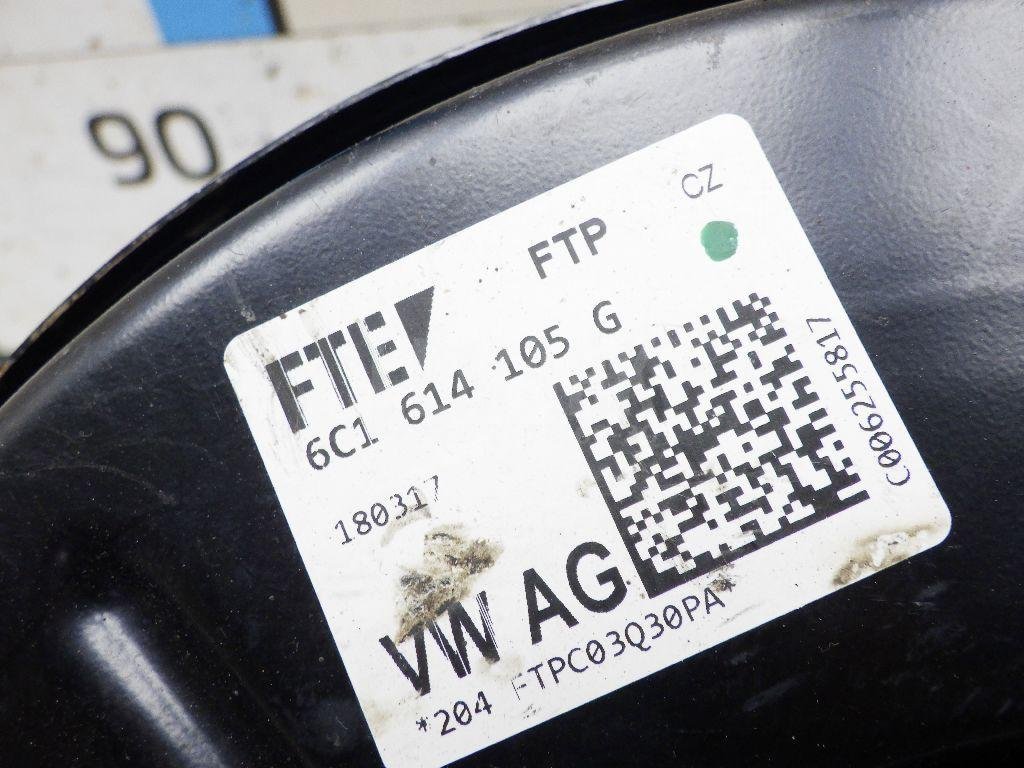 90
CZ
FTP
FTE
6C1 614 105 G
C006255817
180317
VW AG
*204 FTPC03Q30PA*